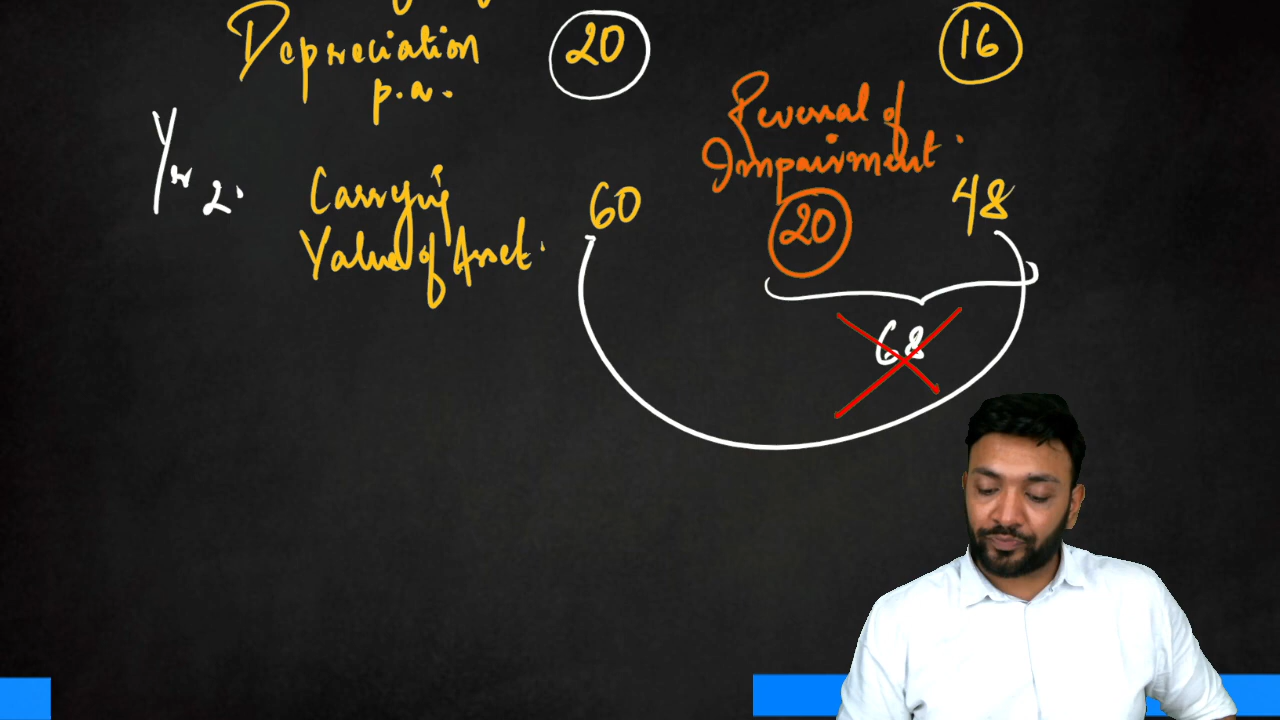 Depreciation 20 16
p.a.
Reversal of
Impairment.
Yr 2. Carrying 60 20 48
Value of Asset.
68